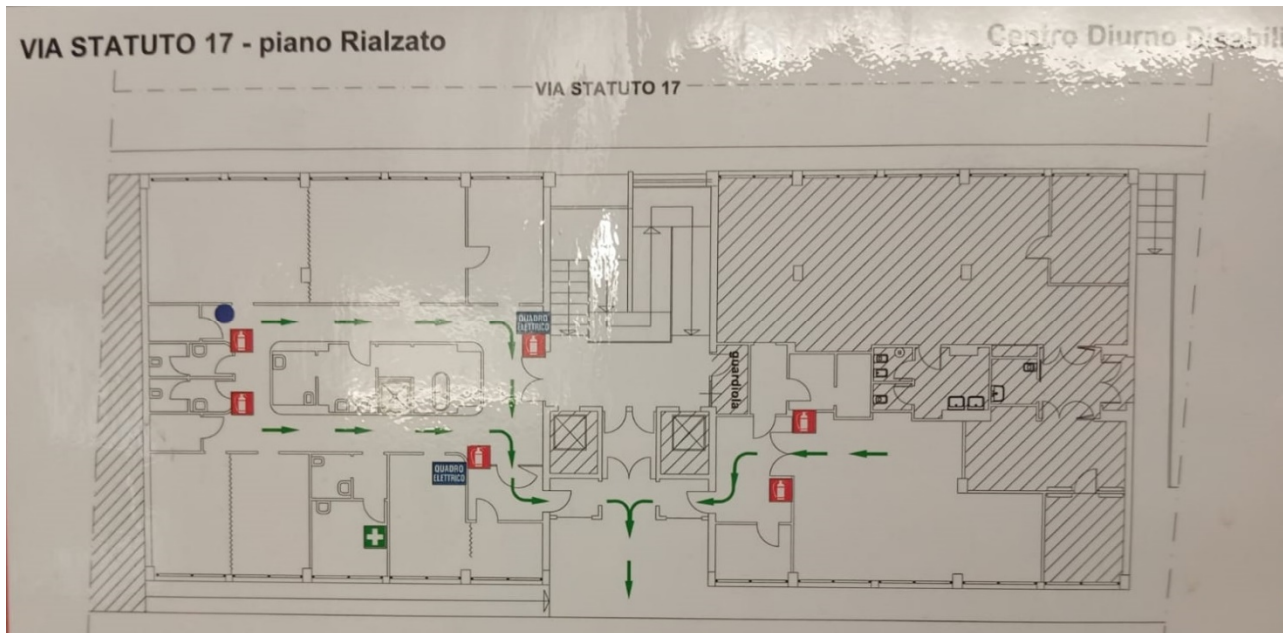 VIA STATUTO 17 - piano Rialzato
Centro Diurno Disabili
VIA STATUTO 17
QUADRO
ELETTRICO
guardiola
QUADRO
ELETTRICO